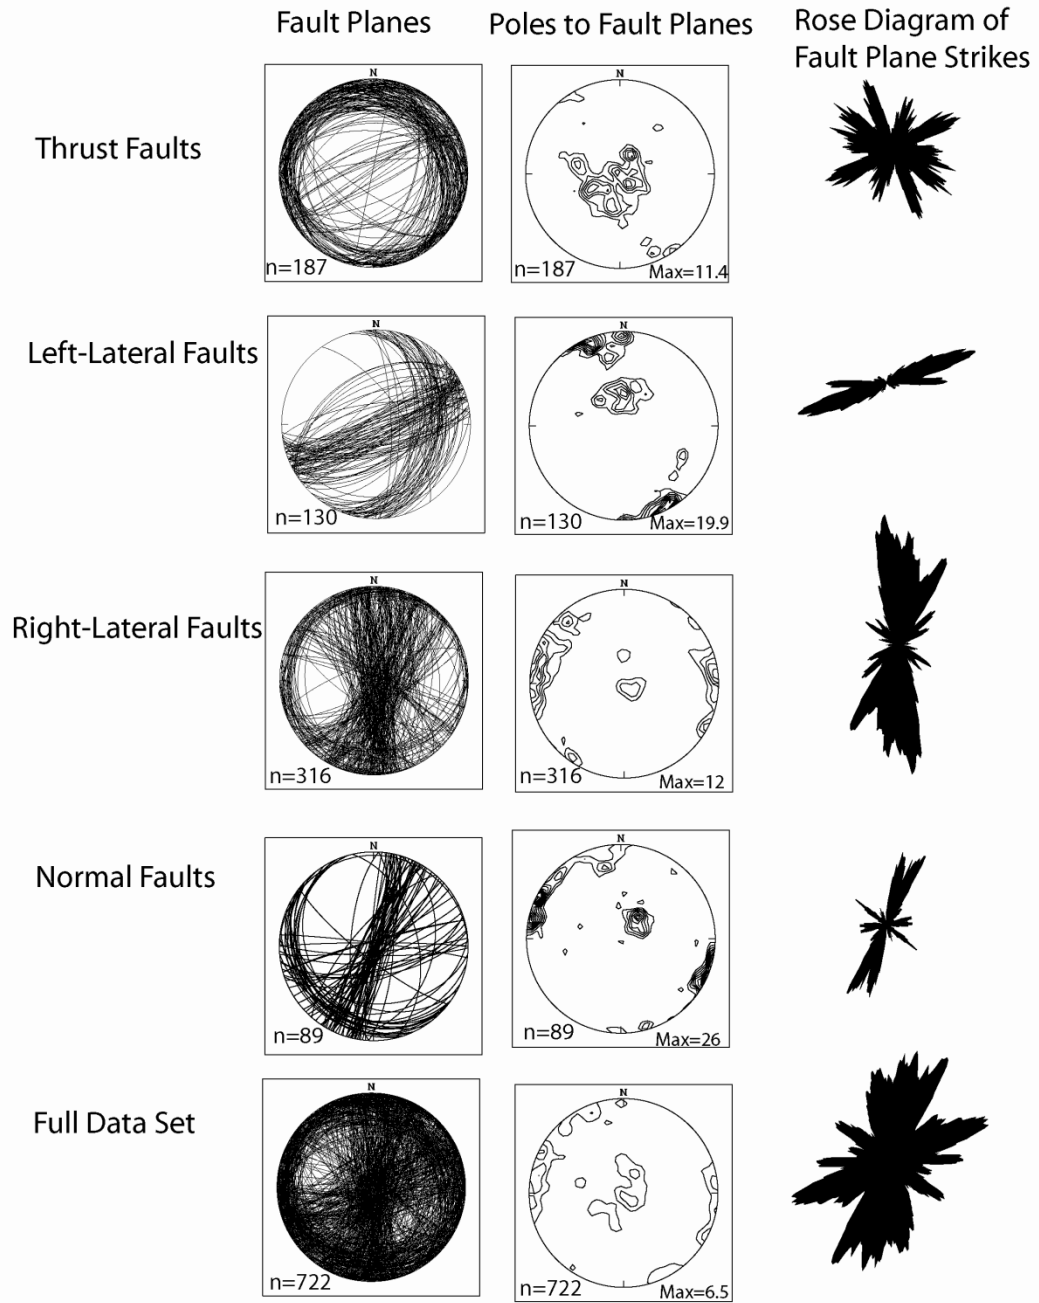 Fault Planes
Poles to Fault Planes
Rose Diagram of
Fault Plane Strikes
Thrust Faults
N
n=187
N
n=187
Max=11.4
Left-Lateral Faults
N
n=130
N
n=130
Max=19.9
Right-Lateral Faults
N
n=316
N
n=316
Max=12
Normal Faults
N
n=89
N
n=89
Max=26
Full Data Set
N
n=722
N
n=722
Max=6.5